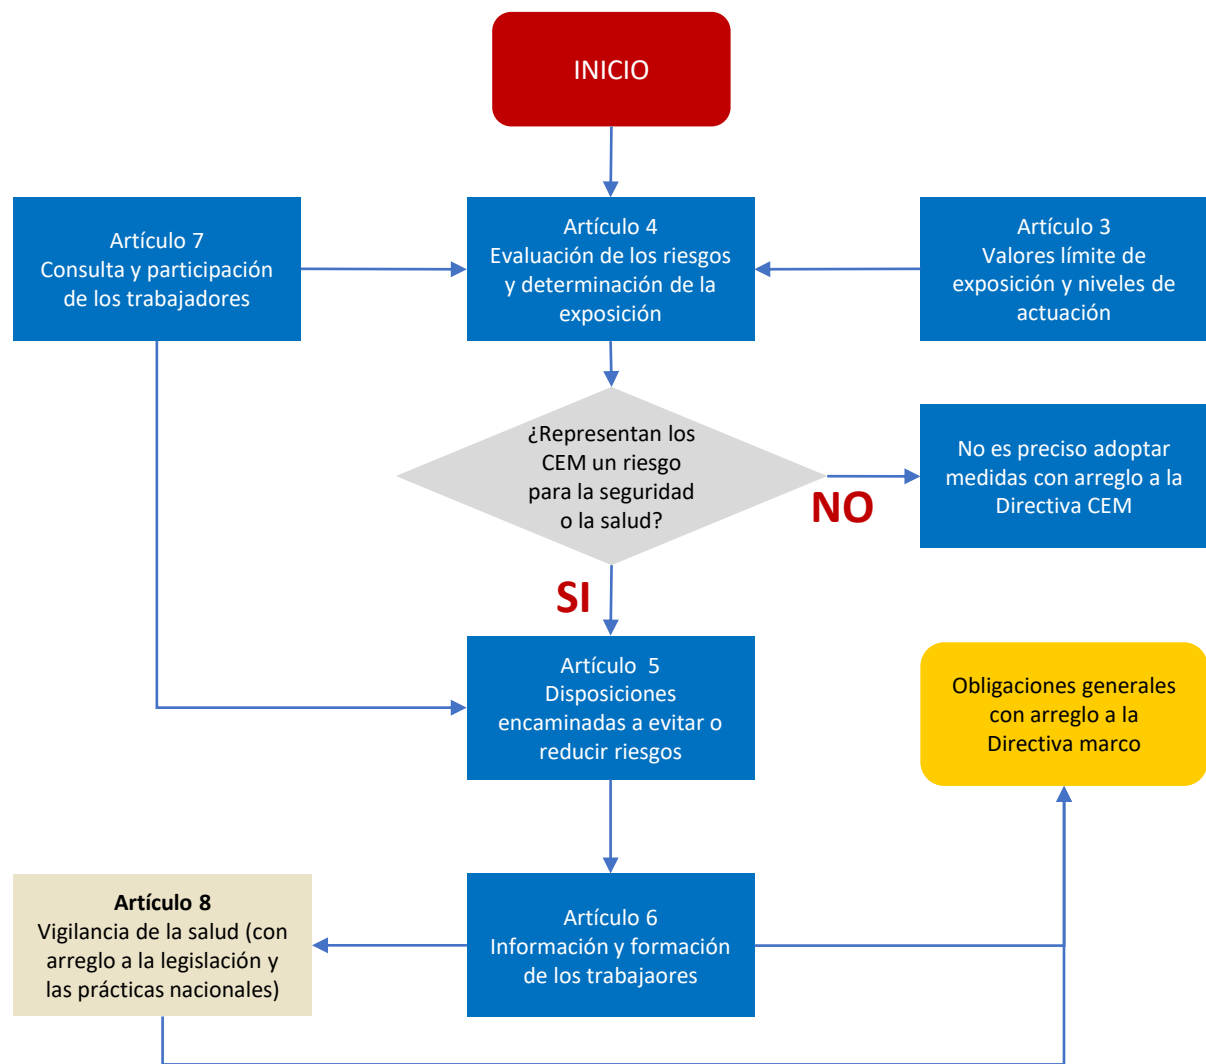 INICIO
Artículo 7
Consulta y participación
de los trabajadores
Artículo 4
Evaluación de los riesgos
y determinación de la
exposición
Artículo 3
Valores límite de
exposición y niveles de
actuación
¿Representan los
CEM un riesgo
para la seguridad
o la salud?
NO
No es preciso adoptar
medidas con arreglo a la
Directiva CEM
SI
Artículo 5
Disposiciones
encaminadas a evitar o
reducir riesgos
Obligaciones generales
con arreglo a la
Directiva marco
Artículo 8
Vigilancia de la salud (con
arreglo a la legislación y
las prácticas nacionales)
Artículo 6
Información y formación
de los trabajaores